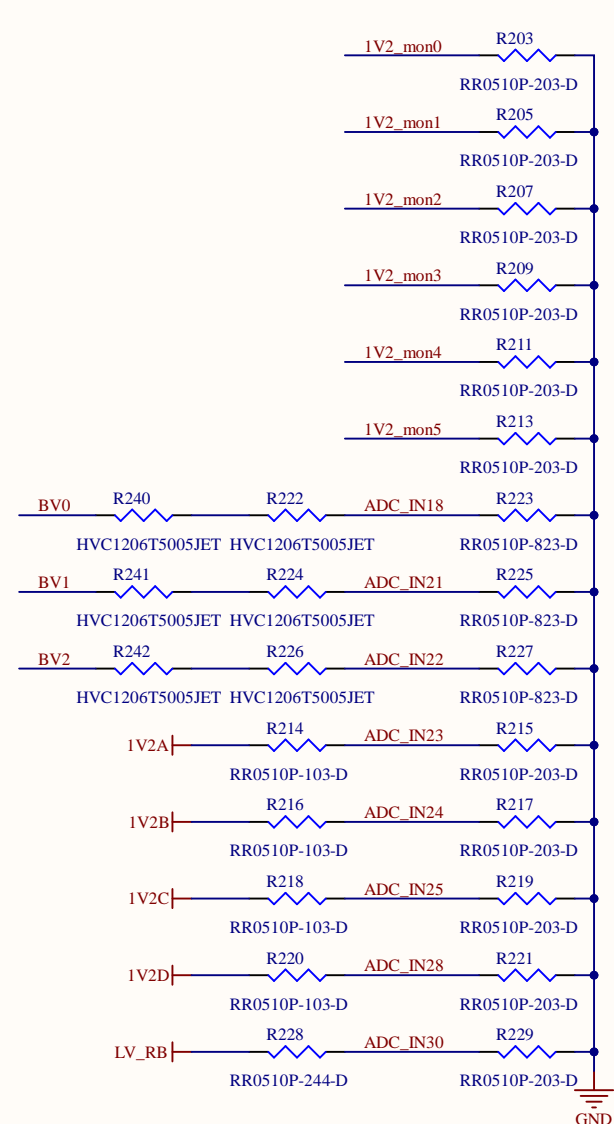 1V2_mon0 R203
RR0510P-203-D
1V2_mon1 R205
RR0510P-203-D
1V2_mon2 R207
RR0510P-203-D
1V2_mon3 R209
RR0510P-203-D
1V2_mon4 R211
RR0510P-203-D
1V2_mon5 R213
RR0510P-203-D
BV0 R240 R222 ADC_IN18 R223
HVC1206T5005JET HVC1206T5005JET RR0510P-823-D
BV1 R241 R224 ADC_IN21 R225
HVC1206T5005JET HVC1206T5005JET RR0510P-823-D
BV2 R242 R226 ADC_IN22 R227
HVC1206T5005JET HVC1206T5005JET RR0510P-823-D
1V2A R214 ADC_IN23 R215
RR0510P-103-D RR0510P-203-D
1V2B R216 ADC_IN24 R217
RR0510P-103-D RR0510P-203-D
1V2C R218 ADC_IN25 R219
RR0510P-103-D RR0510P-203-D
1V2D R220 ADC_IN28 R221
RR0510P-103-D RR0510P-203-D
LV_RB R228 ADC_IN30 R229
RR0510P-244-D RR0510P-203-D
GND